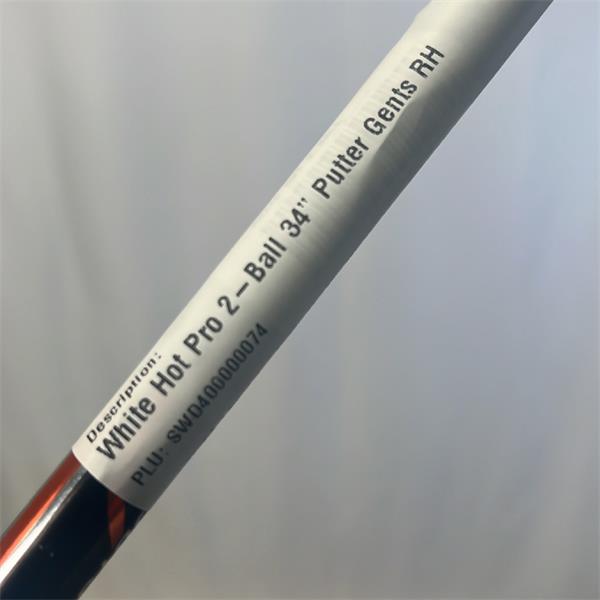 Description:
White Hot Pro 2-Ball 34" Putter Gents RH
PLU: SWD400000074